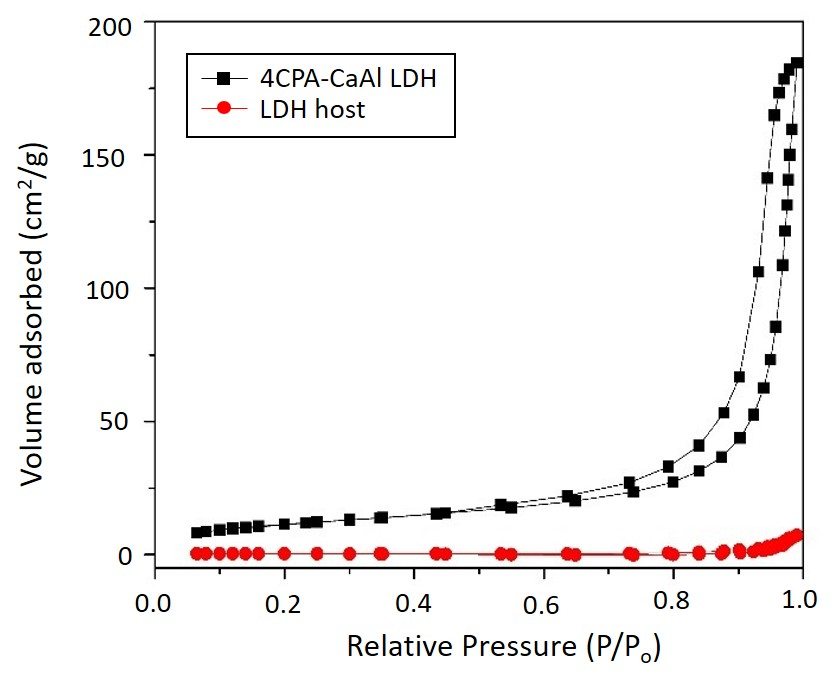 200
150
100
50
0
4CPA-CaAl LDH
LDH host
Volume adsorbed (cm²/g)
0.0 0.2 0.4 0.6 0.8 1.0
Relative Pressure (P/Pₒ)